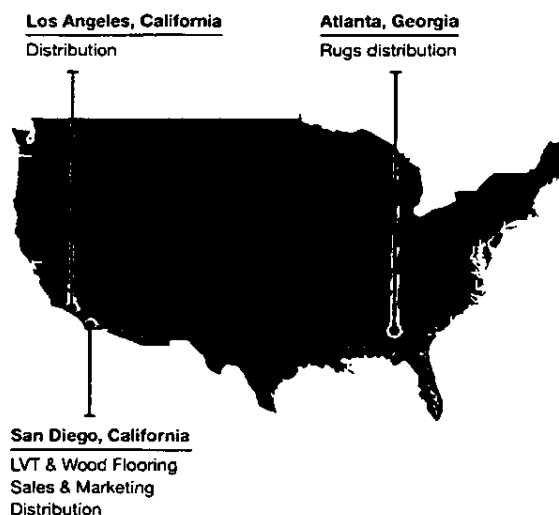 Los Angeles, California
Distribution
Atlanta, Georgia
Rugs distribution
San Diego, California
LVT & Wood Flooring
Sales & Marketing
Distribution